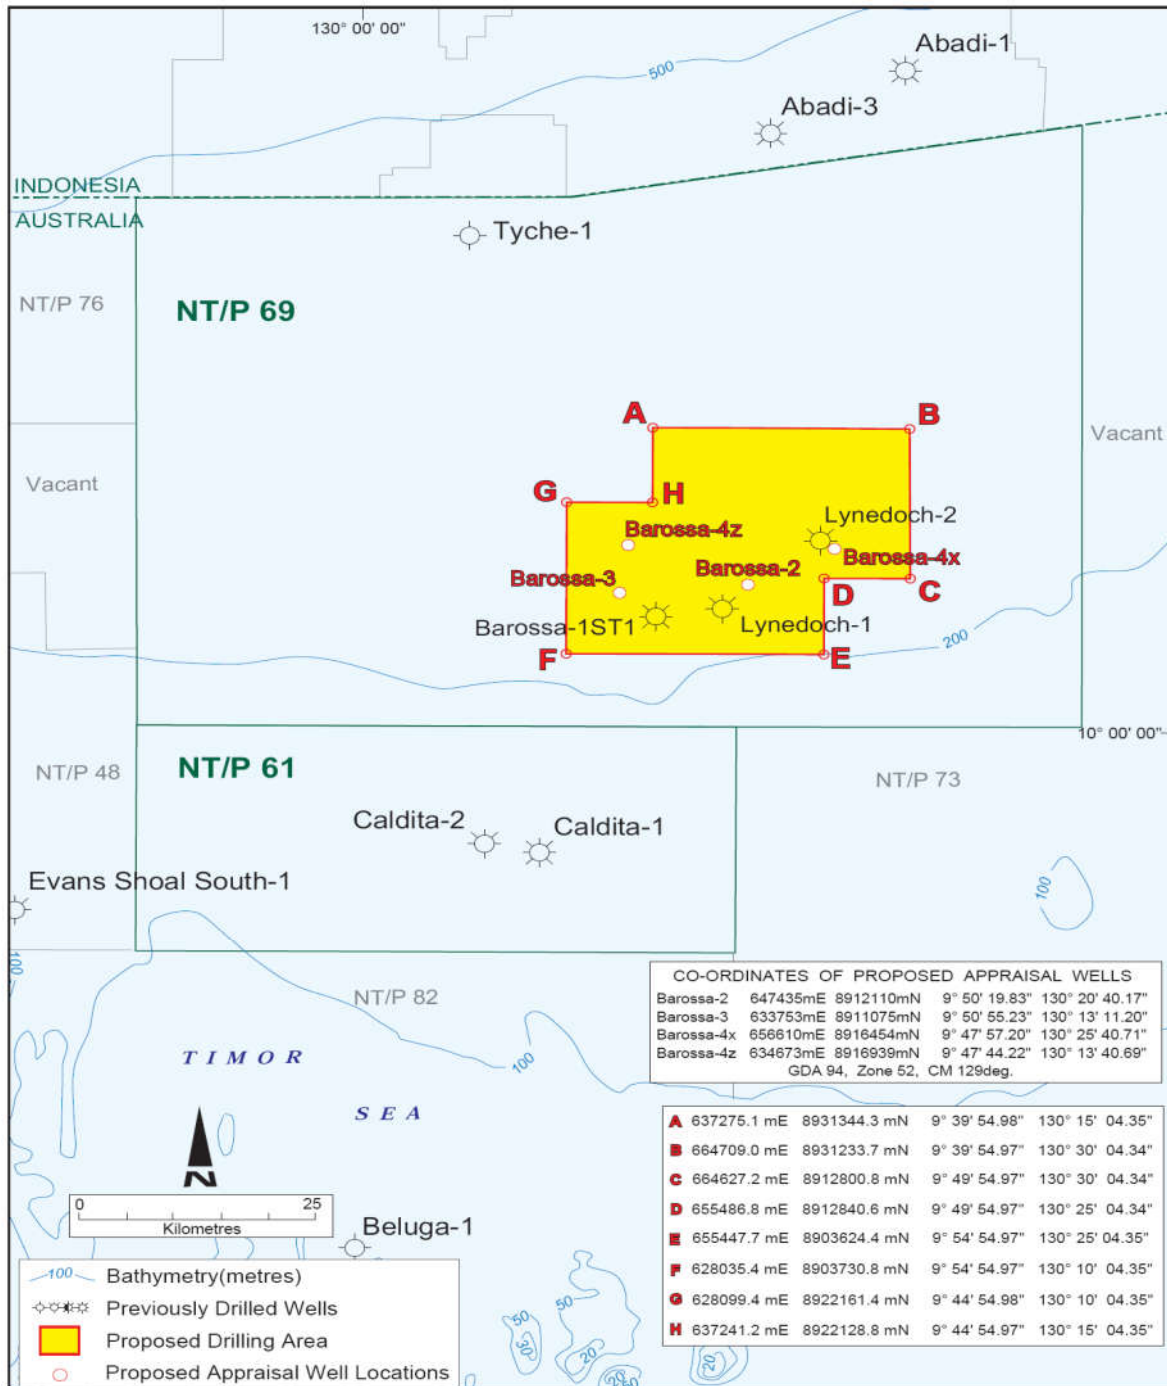 130° 00' 00"
Abadi-1
500
Abadi-3
INDONESIA
AUSTRALIA
Tyche-1
NT/P 76
NT/P 69
A
B
Vacant
Vacant
G
H
Lynedoch-2
Barossa-4z
Barossa-4x
Barossa-3
Barossa-2
D
C
Barossa-1ST1
Lynedoch-1
200
F
E
10° 00' 00"
NT/P 48
NT/P 61
NT/P 73
Caldita-2
Caldita-1
Evans Shoal South-1
100
100
NT/P 82
100
TIMOR
SEA
CO-ORDINATES OF PROPOSED APPRAISAL WELLS
Barossa-2 647435mE 8912110mN 9° 50' 19.83" 130° 20' 40.17"
Barossa-3 633753mE 8911075mN 9° 50' 55.23" 130° 13' 11.20"
Barossa-4x 656610mE 8916454mN 9° 47' 57.20" 130° 25' 40.71"
Barossa-4z 634673mE 8916939mN 9° 47' 44.22" 130° 13' 40.69"
GDA 94, Zone 52, CM 129deg.
A 637275.1 mE 8931344.3 mN 9° 39' 54.98" 130° 15' 04.35"
B 664709.0 mE 8931233.7 mN 9° 39' 54.97" 130° 30' 04.34"
C 664627.2 mE 8912800.8 mN 9° 49' 54.97" 130° 30' 04.34"
D 655486.8 mE 8912840.6 mN 9° 49' 54.97" 130° 25' 04.34"
E 655447.7 mE 8903624.4 mN 9° 54' 54.97" 130° 25' 04.35"
F 628035.4 mE 8903730.8 mN 9° 54' 54.97" 130° 10' 04.35"
G 628099.4 mE 8922161.4 mN 9° 44' 54.98" 130° 10' 04.35"
H 637241.2 mE 8922128.8 mN 9° 44' 54.97" 130° 15' 04.35"
N
0 25
Kilometres
Beluga-1
50
50
30
20
20
50
20
100 Bathymetry(metres)
Previously Drilled Wells
Proposed Drilling Area
Proposed Appraisal Well Locations